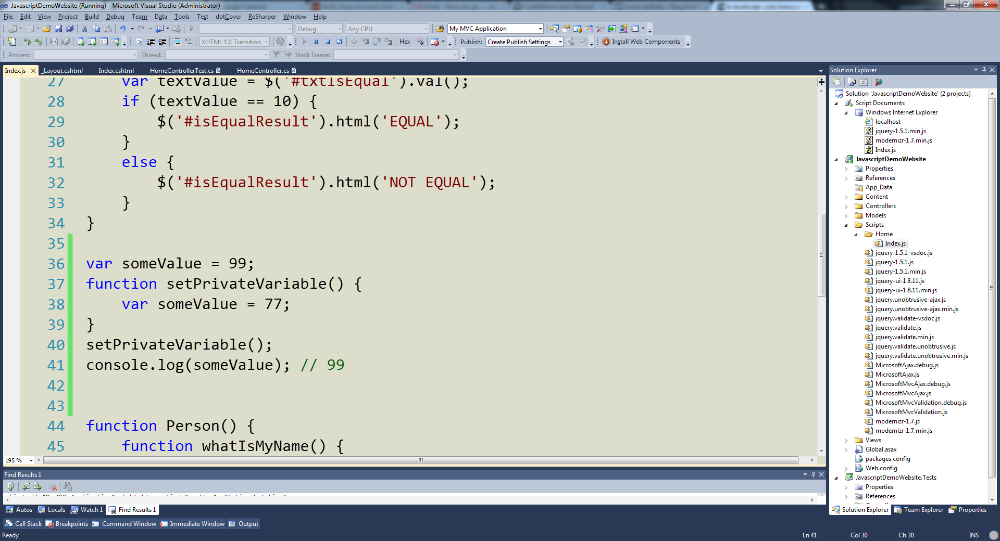 JavascriptDemoWebsite (Running) - Microsoft Visual Studio (Administrator)
File Edit View Project Build Debug Team Data Tools Test dotCover ReSharper Window Help
Debug Any CPU My MVC Application
XHTML 1.0 Transition Hex Publish: Create Publish Settings Install Web Components
Process: Thread: Stack Frame:
Index.js _Layout.cshtml Index.cshtml HomeControllerTest.cs HomeController.cs
27 var textValue = $('#txtIsEqual').val();
28 if (textValue == 10) {
29 $('#isEqualResult').html('EQUAL');
30 }
31 else {
32 $('#isEqualResult').html('NOT EQUAL');
33 }
34 }
35
36 var someValue = 99;
37 function setPrivateVariable() {
38 var someValue = 77;
39 }
40 setPrivateVariable();
41 console.log(someValue); // 99
42
43
44 function Person() {
45 function whatIsMyName() {
195 %
Find Results 1
Autos Locals Watch 1 Find Results 1
Call Stack Breakpoints Command Window Immediate Window Output
Ready
Ln 41 Col 30 Ch 30 INS
Solution Explorer
Solution 'JavascriptDemoWebsite' (2 projects)
Script Documents
Windows Internet Explorer
localhost
jquery-1.5.1.min.js
modernizr-1.7.min.js
Index.js
JavascriptDemoWebsite
Properties
References
App_Data
Content
Controllers
Models
Scripts
Home
Index.js
jquery-1.5.1-vsdoc.js
jquery-1.5.1.js
jquery-1.5.1.min.js
jquery-ui-1.8.11.js
jquery-ui-1.8.11.min.js
jquery.unobtrusive-ajax.js
jquery.unobtrusive-ajax.min.js
jquery.validate-vsdoc.js
jquery.validate.js
jquery.validate.min.js
jquery.validate.unobtrusive.js
jquery.validate.unobtrusive.min.js
MicrosoftAjax.debug.js
MicrosoftAjax.js
MicrosoftMvcAjax.debug.js
MicrosoftMvcAjax.js
MicrosoftMvcValidation.debug.js
MicrosoftMvcValidation.js
modernizr-1.7.js
modernizr-1.7.min.js
Views
Global.asax
packages.config
Web.config
JavascriptDemoWebsite.Tests
Properties
References
Solution Explorer Team Explorer Properties